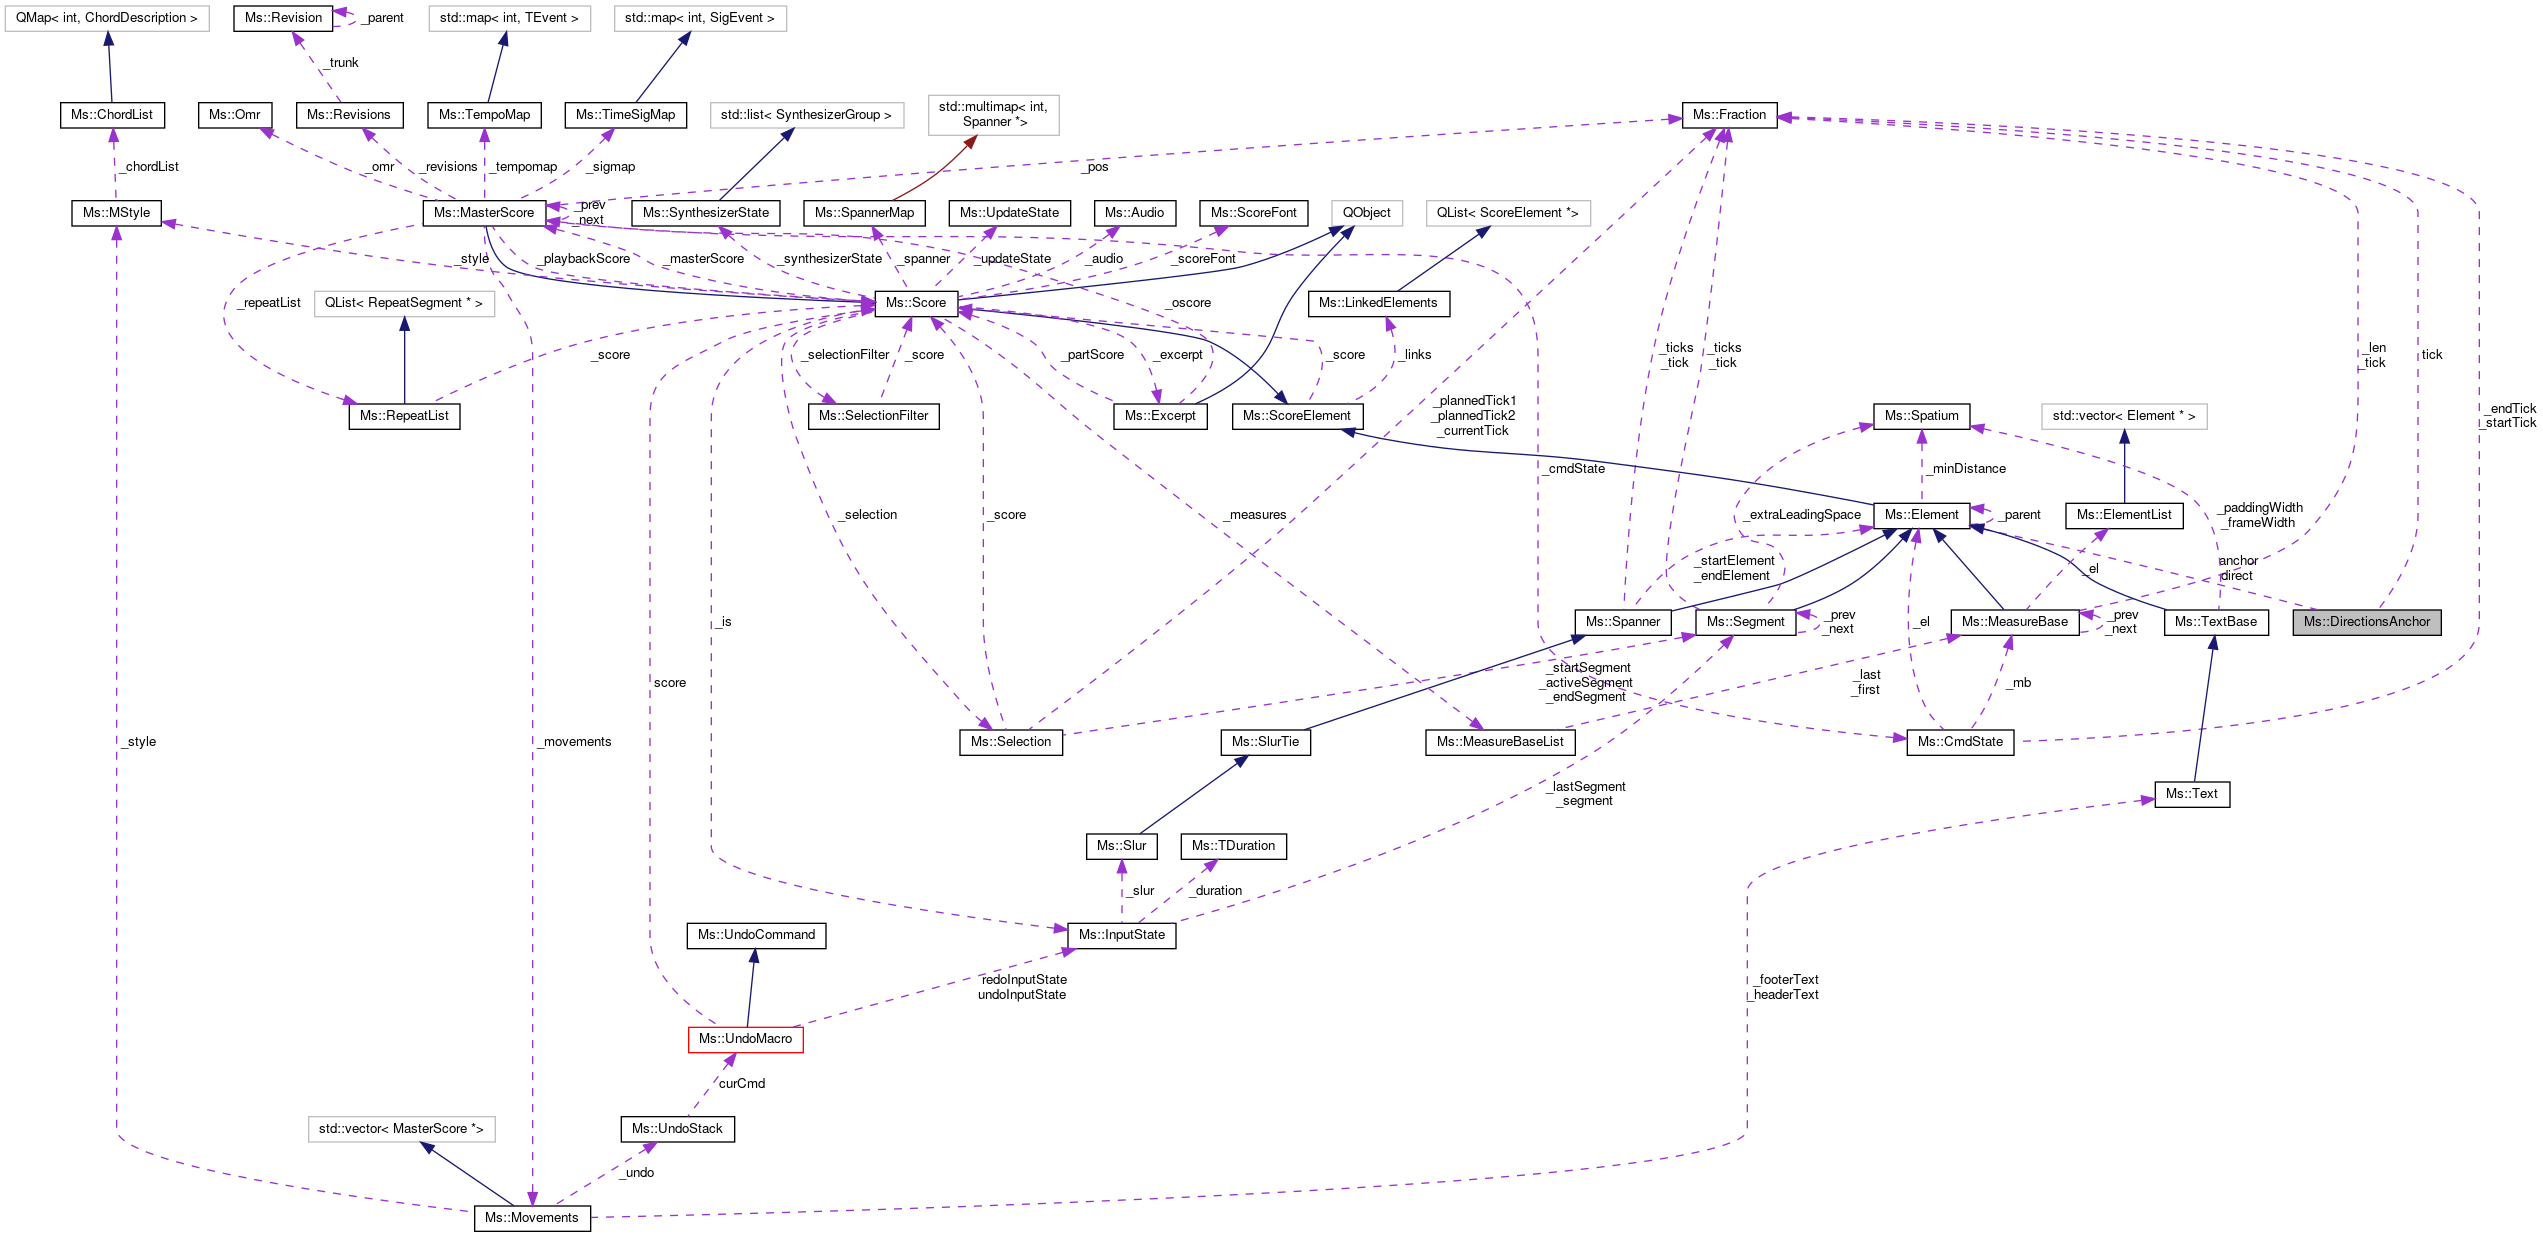 QMap< int, ChordDescription >
Ms::Revision
_parent
std::map< int, TEvent >
std::map< int, SigEvent >
_trunk
Ms::ChordList
Ms::Omr
Ms::Revisions
Ms::TempoMap
Ms::TimeSigMap
std::list< SynthesizerGroup >
std::multimap< int,
Spanner *>
Ms::Fraction
_chordList
_omr
_revisions
_tempomap
_sigmap
_pos
Ms::MStyle
Ms::MasterScore
_prev
_next
Ms::SynthesizerState
Ms::SpannerMap
Ms::UpdateState
Ms::Audio
Ms::ScoreFont
QObject
QList< ScoreElement *>
_style
_playbackScore
_masterScore
_synthesizerState
_spanner
_updateState
_audio
_scoreFont
_repeatList
QList< RepeatSegment * >
Ms::Score
_oscore
Ms::LinkedElements
_score
_selectionFilter
_score
_partScore
_excerpt
_score
_links
_ticks
_tick
_ticks
_tick
_len
_tick
tick
Ms::RepeatList
Ms::SelectionFilter
Ms::Excerpt
Ms::ScoreElement
_plannedTick1
_plannedTick2
_currentTick
Ms::Spatium
std::vector< Element * >
_endTick
_startTick
_cmdState
_minDistance
_selection
_score
_measures
_extraLeadingSpace
Ms::Element
_parent
Ms::ElementList
_paddingWidth
_frameWidth
_startElement
_endElement
_el
anchor
direct
_is
Ms::Spanner
Ms::Segment
_prev
_next
_el
Ms::MeasureBase
_prev
_next
Ms::TextBase
Ms::DirectionsAnchor
score
_startSegment
_activeSegment
_endSegment
_last
_first
_mb
_style
_movements
Ms::Selection
Ms::SlurTie
Ms::MeasureBaseList
Ms::CmdState
_lastSegment
_segment
Ms::Text
Ms::Slur
Ms::TDuration
_slur
_duration
Ms::UndoCommand
Ms::InputState
redoInputState
undoInputState
_footerText
_headerText
Ms::UndoMacro
curCmd
std::vector< MasterScore *>
Ms::UndoStack
_undo
Ms::Movements